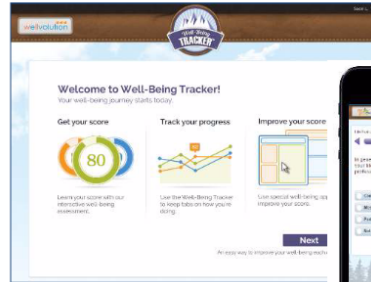 wellvolution
Well-Being
TRACKER
Welcome to Well-Being Tracker!
Your well-being journey starts today.
Get your score
Track your progress
Improve your score
80
Learn your score with our
interactive well-being
assessment.
Use the Well-Being Tracker
to keep tabs on how you're
doing.
Use special well-being app
improve your score.
Next
An easy way to improve your well-being each